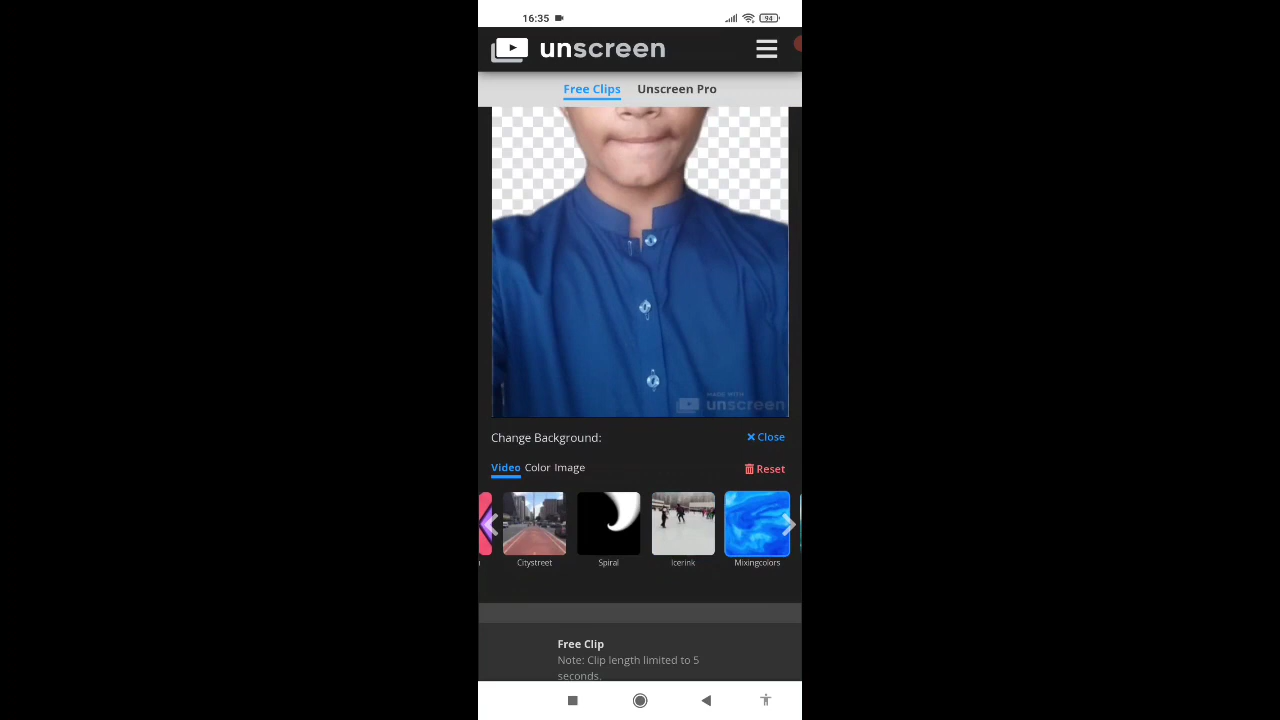 16:35
94
unscreen
Free Clips Unscreen Pro
MADE WITH
unscreen
Change Background:
Close
Video Color Image
Reset
Citystreet Spiral Icerink Mixingcolors
Free Clip
Note: Clip length limited to 5
seconds.